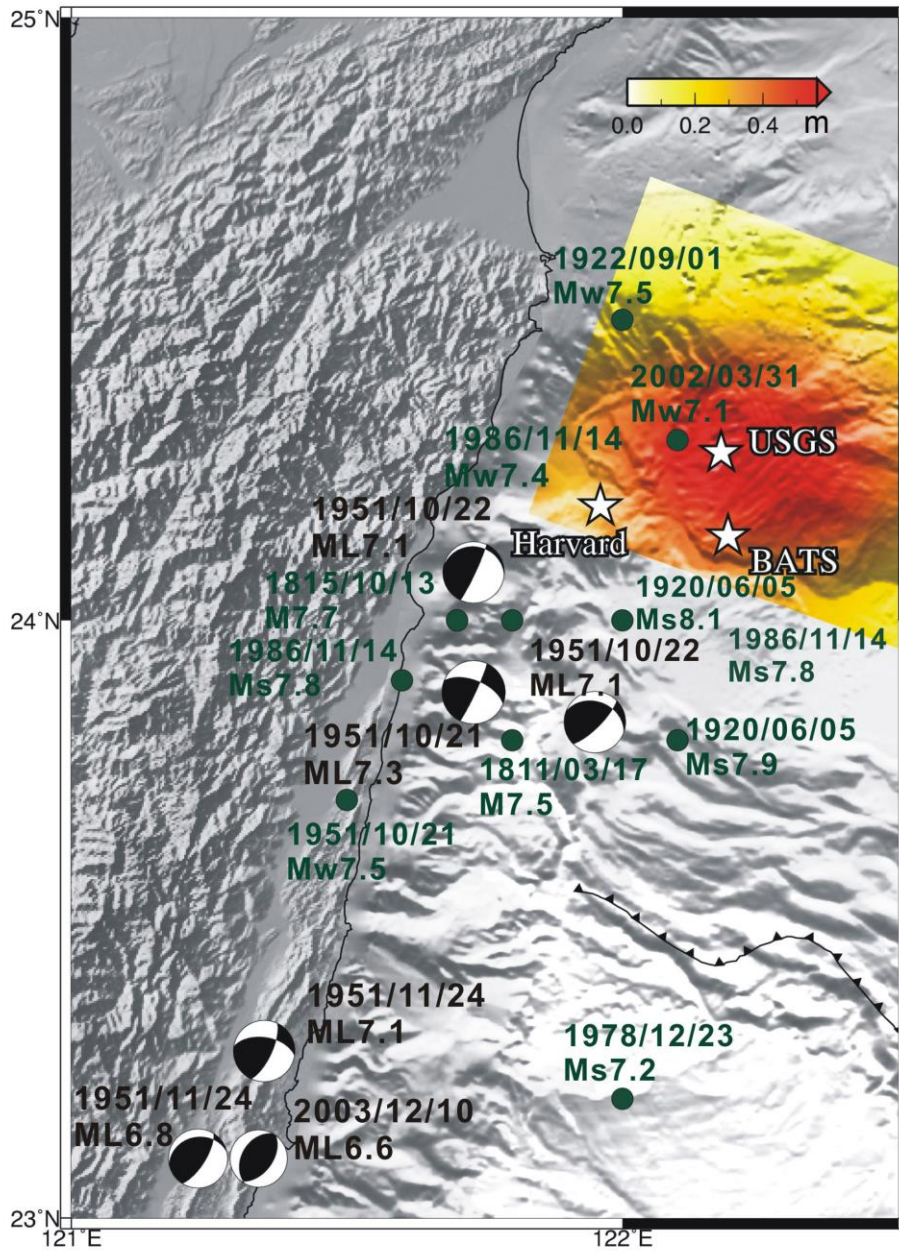 25°N
0.0 0.2 0.4 m
1922/09/01
Mw7.5
2002/03/31
Mw7.1
USGS
1986/11/14
Mw7.4
1951/10/22
ML7.1
Harvard
BATS
1815/10/13
M7.7
1920/06/05
Ms8.1
24°N
1986/11/14
Ms7.8
1951/10/22
ML7.1
1986/11/14
Ms7.8
1951/10/21
ML7.3
1920/06/05
Ms7.9
1811/03/17
M7.5
1951/10/21
Mw7.5
1951/11/24
ML7.1
1978/12/23
Ms7.2
1951/11/24
ML6.8
2003/12/10
ML6.6
23°N
121°E 122°E